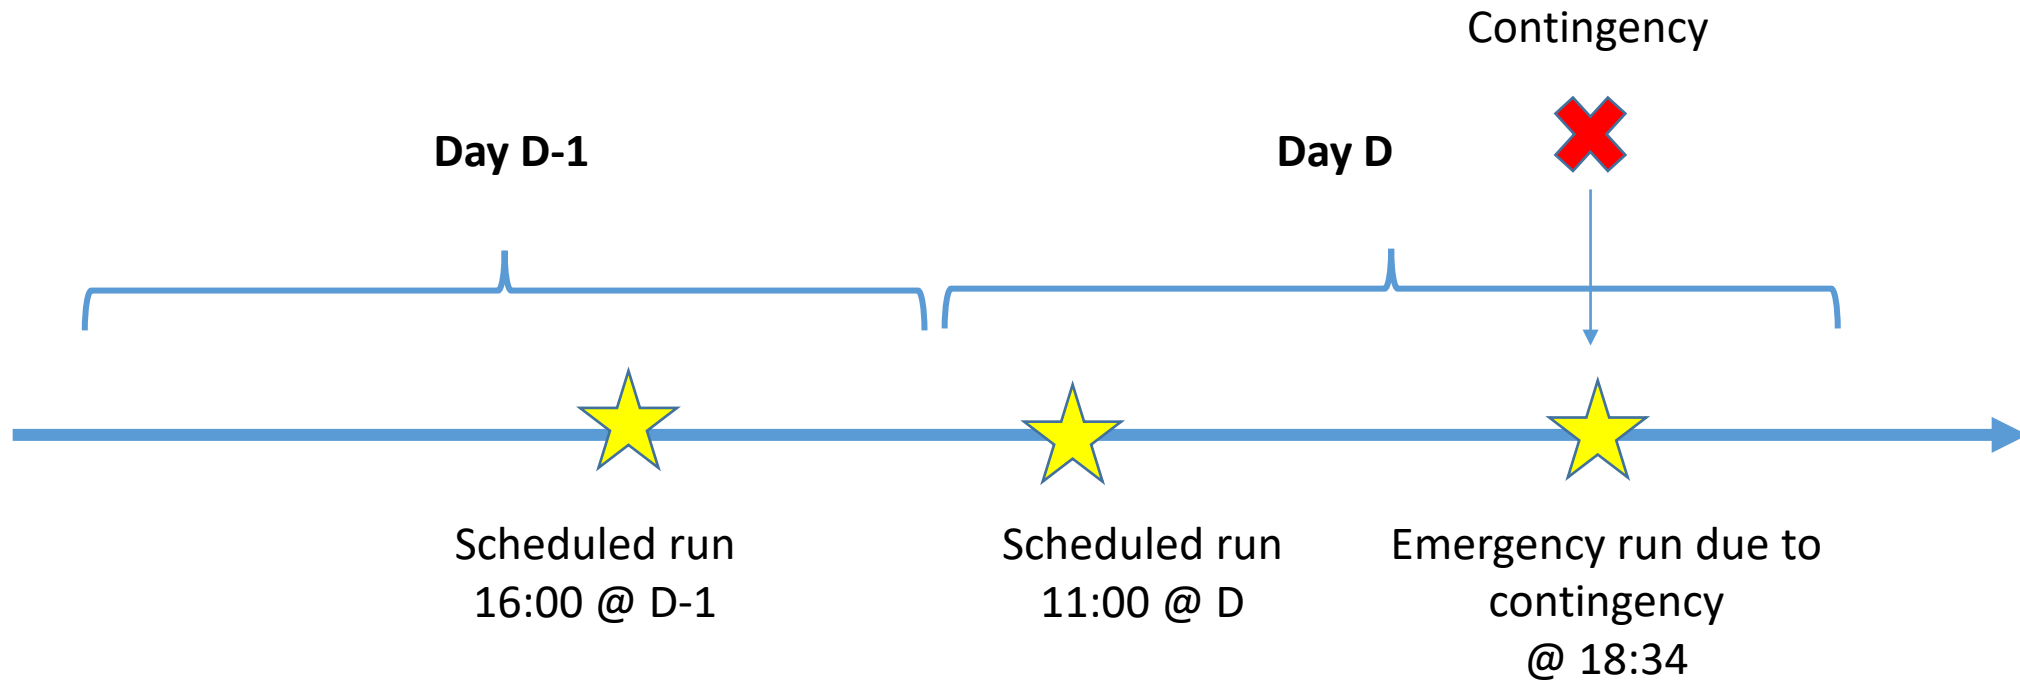 Contingency
Day D-1
Day D
Scheduled run
16:00 @ D-1
Scheduled run
11:00 @ D
Emergency run due to
contingency
@ 18:34